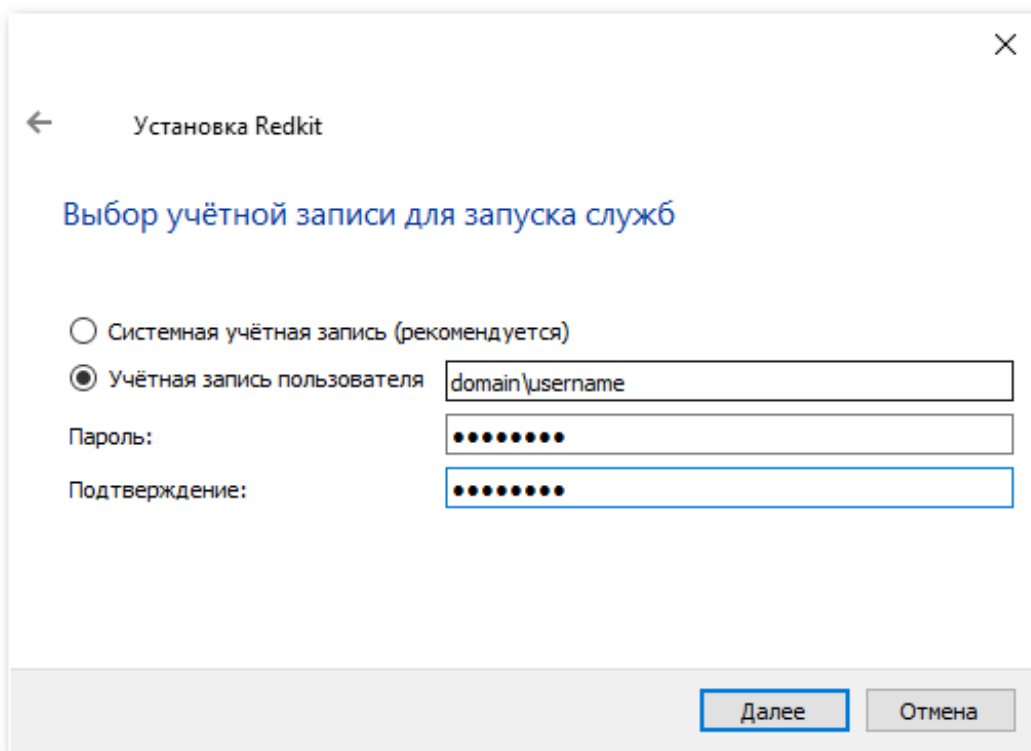 Установка Redkit
Выбор учётной записи для запуска служб
Системная учётная запись (рекомендуется)
Учётная запись пользователя domain\username
Пароль: ●●●●●●●●
Подтверждение: ●●●●●●●●
Далее Отмена